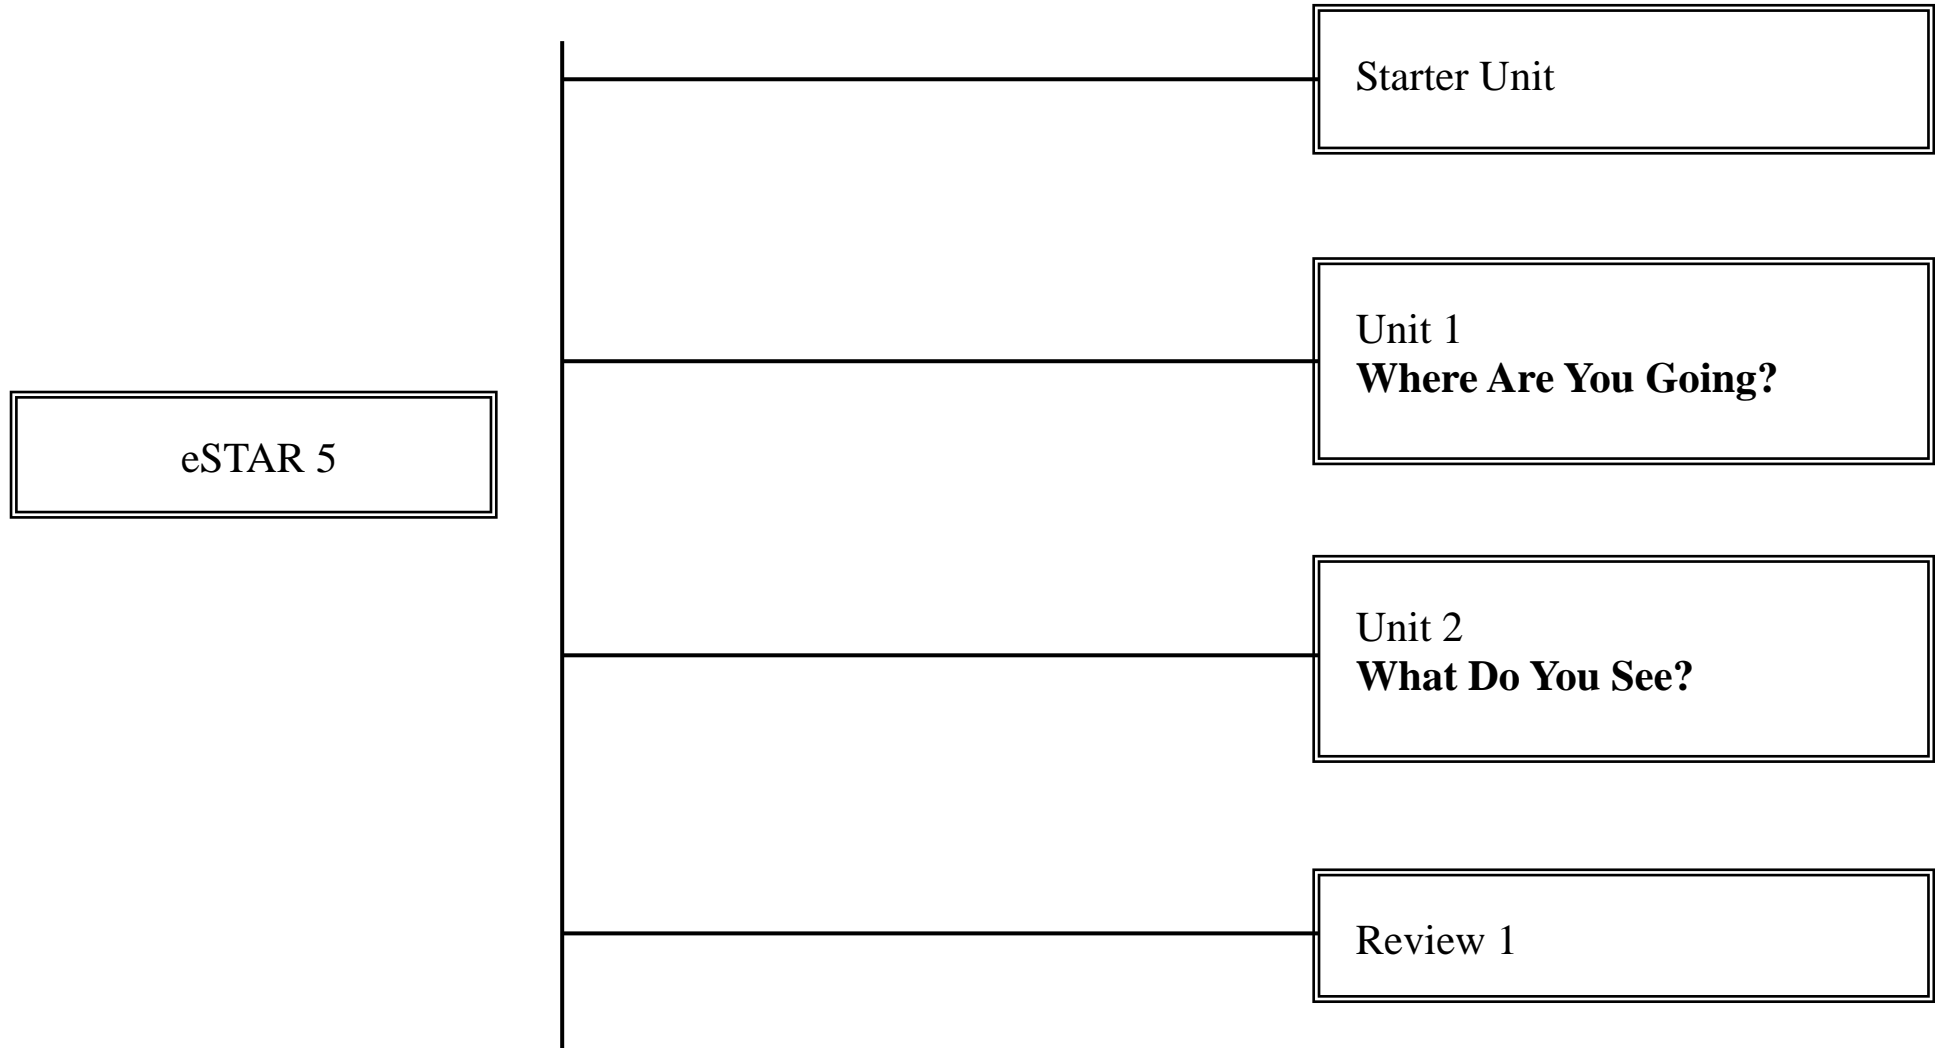 eSTAR 5
Starter Unit
Unit 1
Where Are You Going?
Unit 2
What Do You See?
Review 1